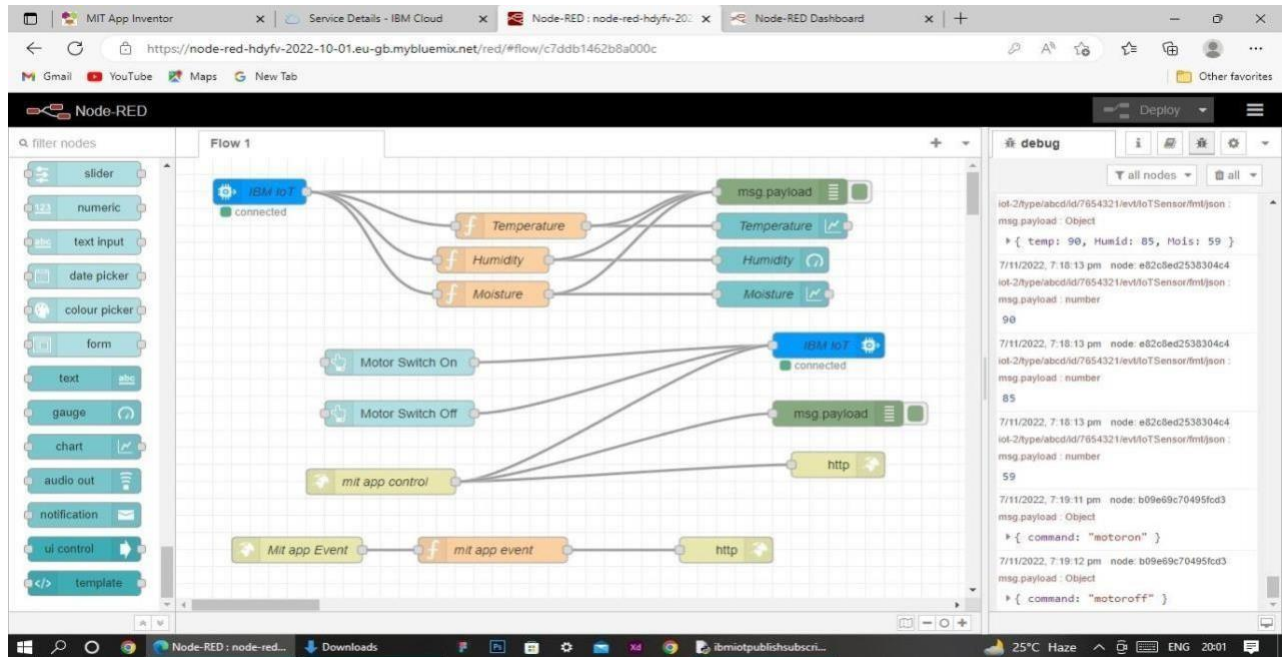 MIT App Inventor
Service Details - IBM Cloud
Node-RED : node-red-hdyfv-202
Node-RED Dashboard
https://node-red-hdyfv-2022-10-01.eu-gb.mybluemix.net/red/#flow/c7ddb1462b8a000c
Gmail YouTube Maps New Tab Other favorites
Node-RED
Deploy
filter nodes
slider
numeric
text input
date picker
colour picker
form
text
gauge
chart
audio out
notification
ui control
template
Flow 1
IBM IoT
connected
Temperature
Humidity
Moisture
msg.payload
Temperature
Humidity
Moisture
Motor Switch On
Motor Switch Off
mit app control
IBM IoT
connected
msg.payload
http
Mit app Event
mit app event
http
debug
all nodes all
iot-2/type/abcd/id/7654321/evt/IoTSensor/fmt/json :
msg.payload : Object
{ temp: 90, Humid: 85, Mois: 59 }
7/11/2022, 7:18:13 pm node: e82c8ed2538304c4
iot-2/type/abcd/id/7654321/evt/IoTSensor/fmt/json :
msg.payload : number
90
7/11/2022, 7:18:13 pm node: e82c8ed2538304c4
iot-2/type/abcd/id/7654321/evt/IoTSensor/fmt/json :
msg.payload : number
85
7/11/2022, 7:18:13 pm node: e82c8ed2538304c4
iot-2/type/abcd/id/7654321/evt/IoTSensor/fmt/json :
msg.payload : number
59
7/11/2022, 7:19:11 pm node: b09e69c70495fcd3
msg.payload : Object
{ command: "motoron" }
7/11/2022, 7:19:12 pm node: b09e69c70495fcd3
msg.payload : Object
{ command: "motoroff" }
Node-RED : node-red... Downloads ibmiotpublishsubscri... 25°C Haze ENG 20:01